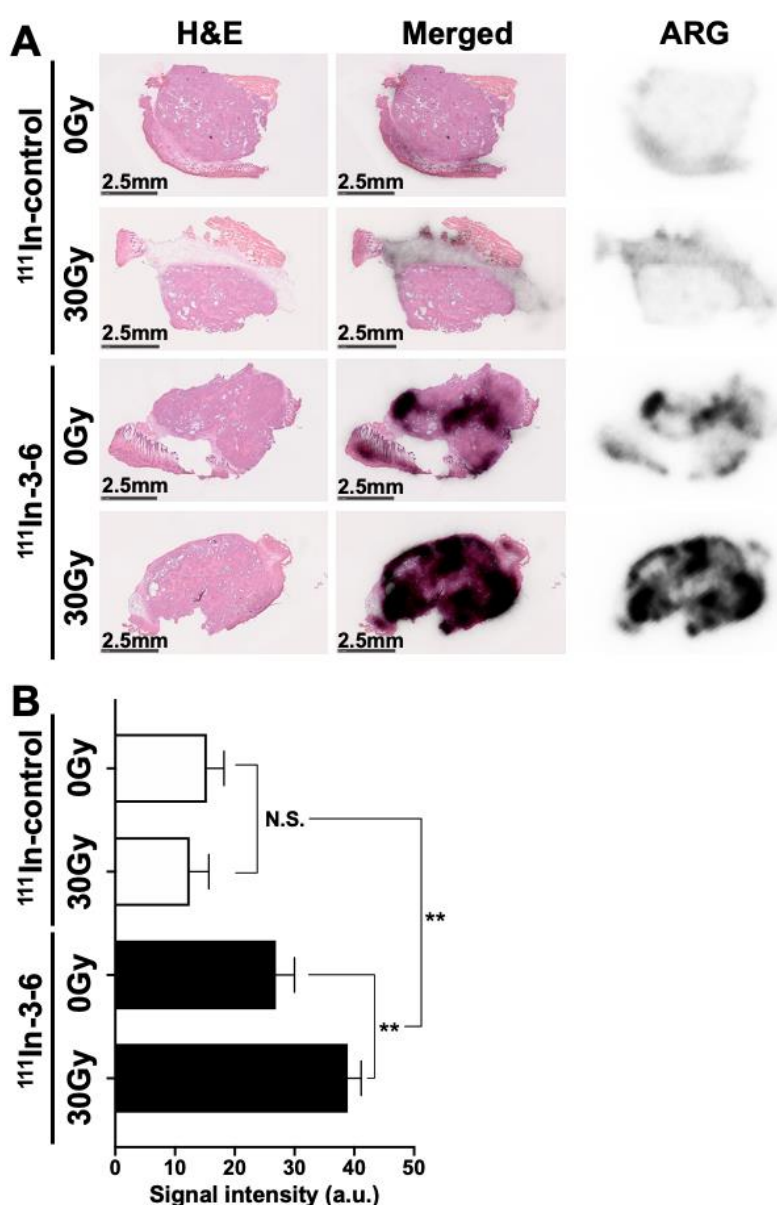 A
H&E Merged ARG
¹¹¹In-control
0Gy
2.5mm 2.5mm
30Gy
2.5mm 2.5mm
¹¹¹In-3-6
0Gy
2.5mm 2.5mm
30Gy
2.5mm 2.5mm
B
¹¹¹In-control
0Gy
30Gy
N.S.
**
¹¹¹In-3-6
0Gy
30Gy
**
0 10 20 30 40 50
Signal intensity (a.u.)